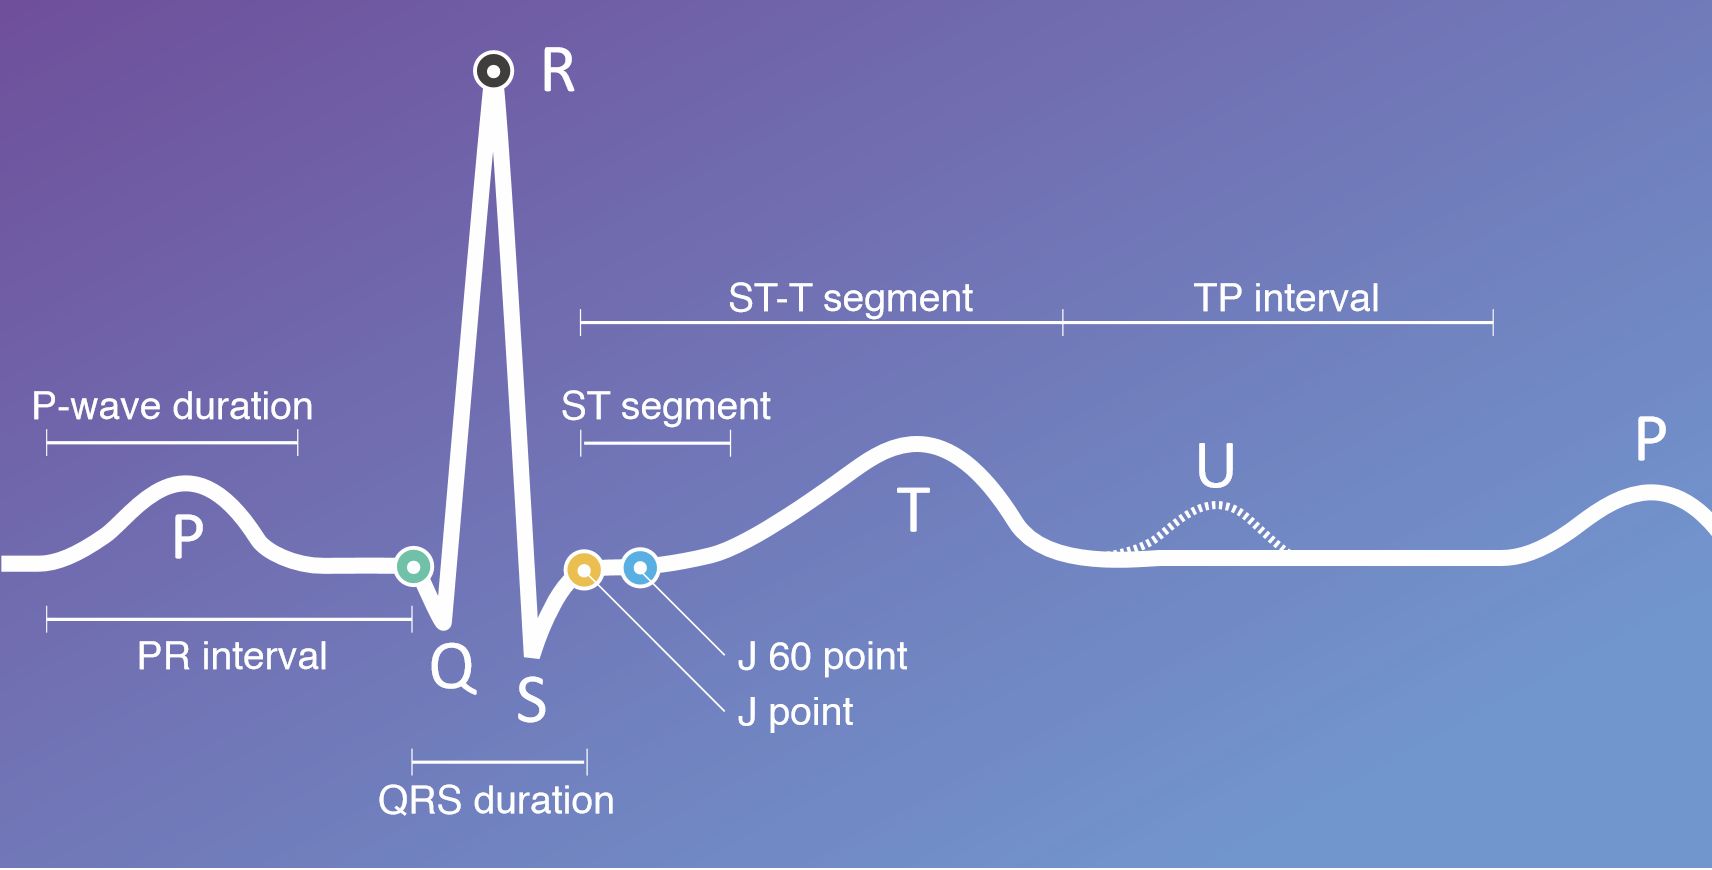 R
ST-T segment
TP interval
P-wave duration
ST segment
P
U
T
P
PR interval
Q
S
J 60 point
J point
QRS duration